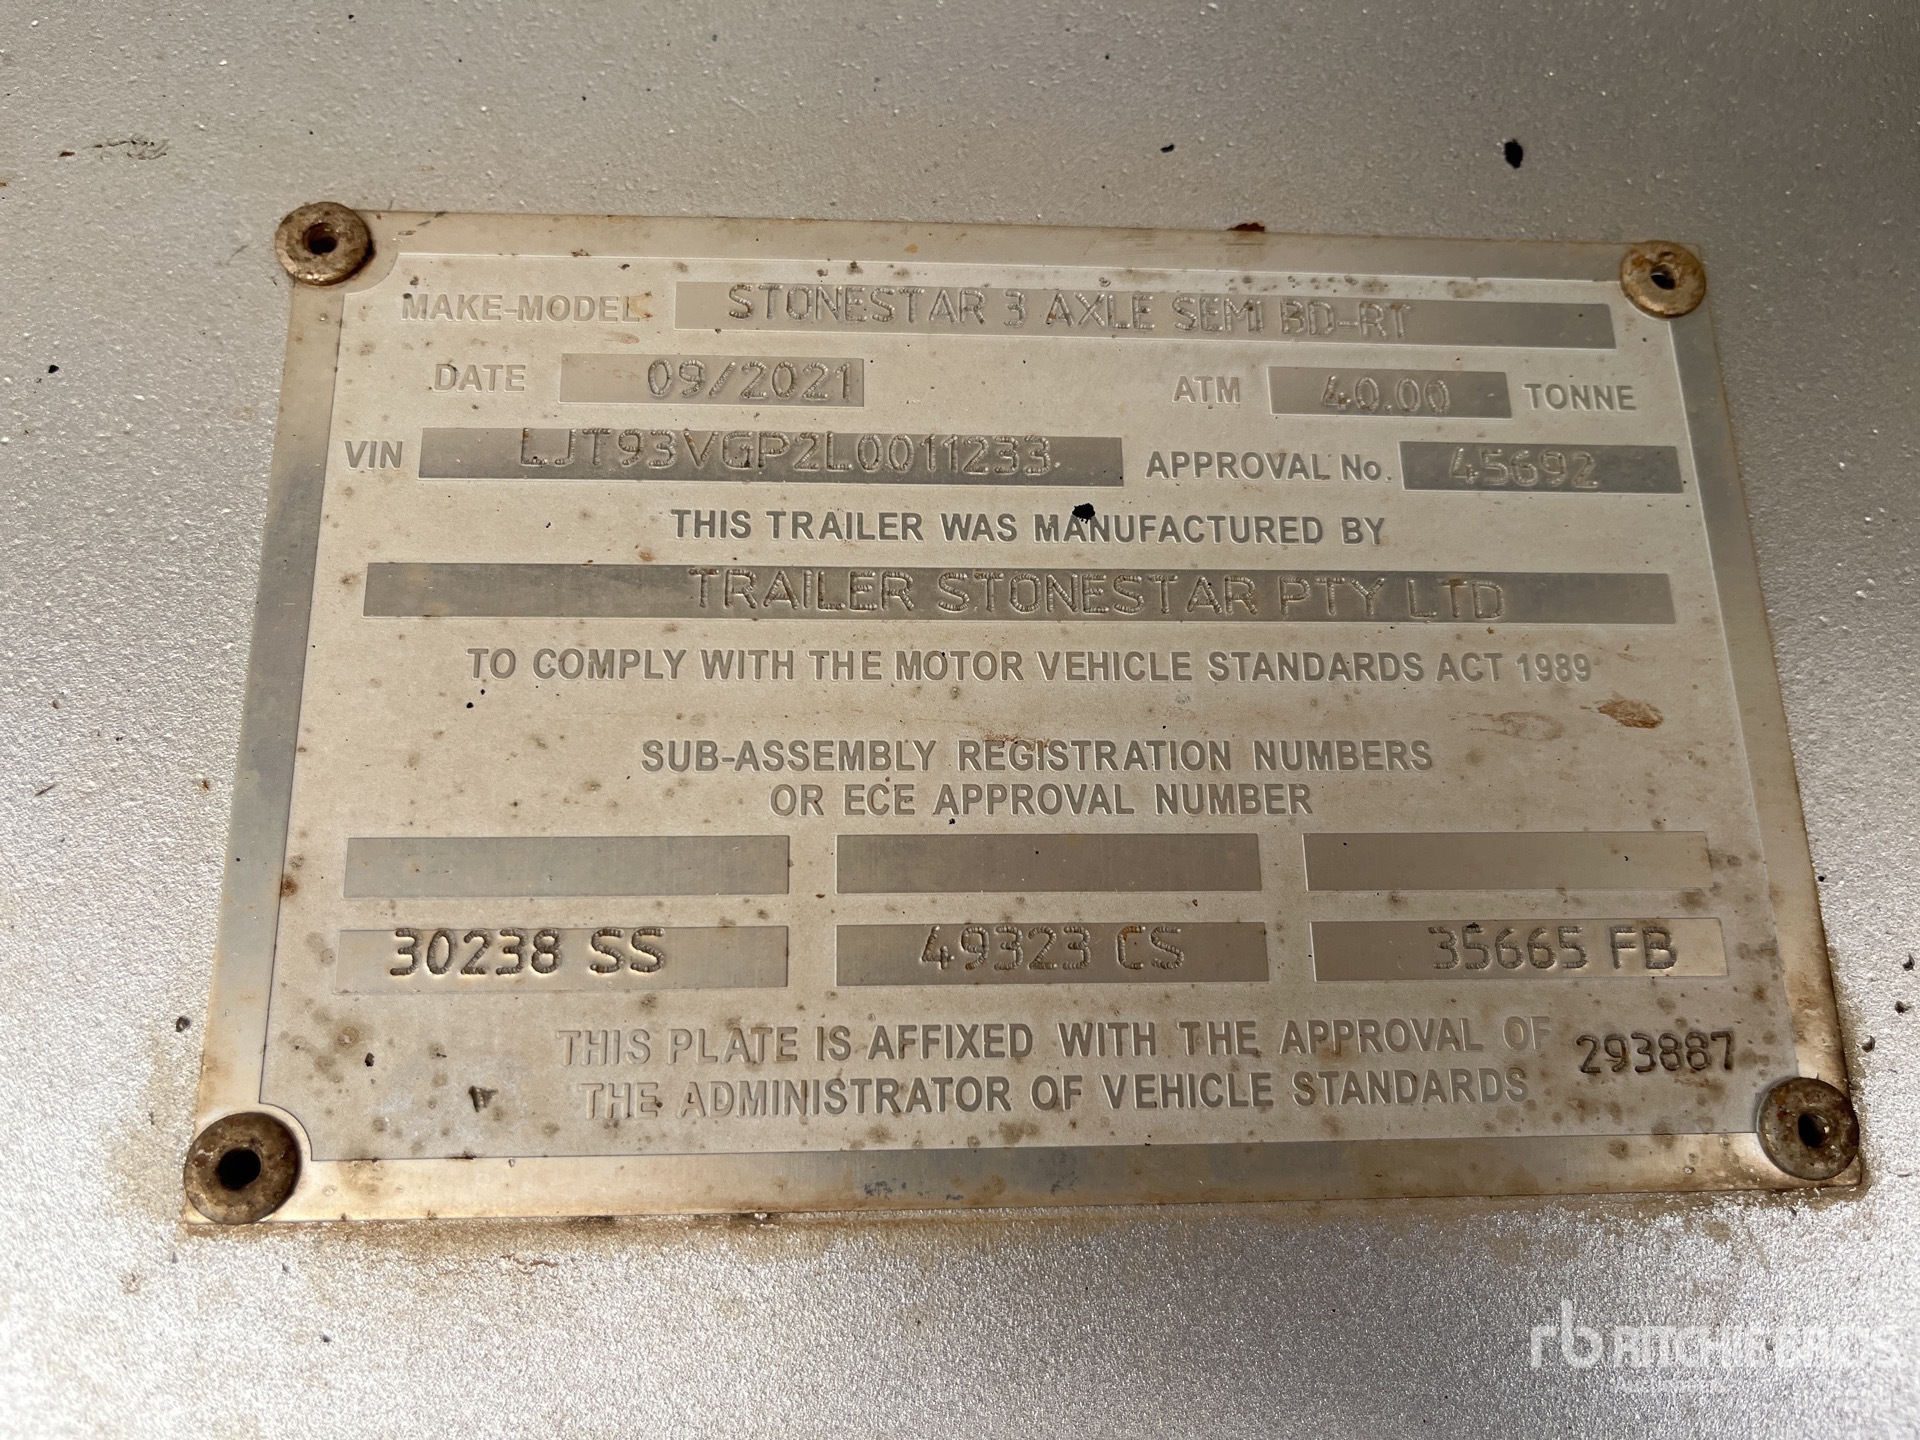 MAKE-MODEL STONESTAR 3 AXLE SEMI BD-RT
DATE 09/2021 ATM 40.00 TONNE
VIN LJT93VGP2L0011233 APPROVAL No. 45692
THIS TRAILER WAS MANUFACTURED BY
TRAILER STONESTAR PTY LTD
TO COMPLY WITH THE MOTOR VEHICLE STANDARDS ACT 1989
SUB-ASSEMBLY REGISTRATION NUMBERS
OR ECE APPROVAL NUMBER
30238 SS 49323 CS 35665 FB
THIS PLATE IS AFFIXED WITH THE APPROVAL OF
THE ADMINISTRATOR OF VEHICLE STANDARDS 293887
rb RITCHIE BROS